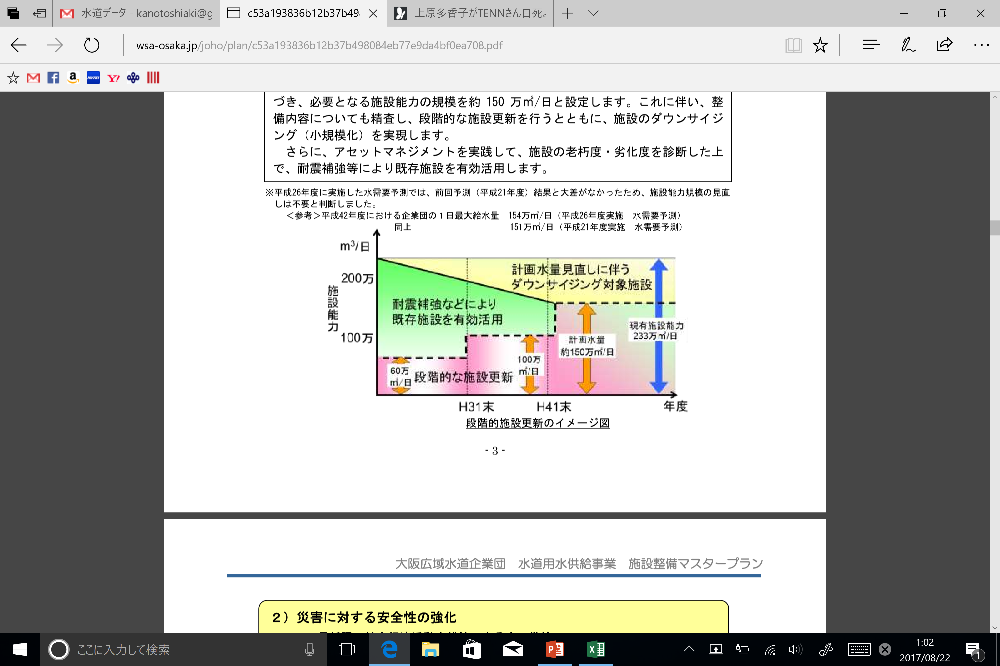 水道データ - kanotoshiaki@g
c53a193836b12b37b49
上原多香子がTENNさん自死。
wsa-osaka.jp/joho/plan/c53a193836b12b37b498084eb77e9da4bf0ea708.pdf
づき、必要となる施設能力の規模を約 150 万㎥/日と設定します。これに伴い、整
備内容についても精査し、段階的な施設更新を行うとともに、施設のダウンサイジ
ング（小規模化）を実現します。
さらに、アセットマネジメントを実践して、施設の老朽度・劣化度を診断した上
で、耐震補強等により既存施設を有効活用します。
※平成26年度に実施した水需要予測では、前回予測（平成21年度）結果と大差がなかったため、施設能力規模の見直
しは不要と判断しました。
＜参考＞平成42年度における企業団の１日最大給水量　154万㎥/日（平成26年度実施　水需要予測）
同上　151万㎥/日（平成21年度実施　水需要予測）
m³/日
200万
100万
施設能力
計画水量見直しに伴う
ダウンサイジング対象施設
耐震補強などにより
既存施設を有効活用
現有施設能力
233万㎥/日
計画水量
約150万㎥/日
100万
㎥/日
60万
㎥/日
段階的な施設更新
H31末
H41末
年度
段階的施設更新のイメージ図
- 3 -
大阪広域水道企業団　水道用水供給事業　施設整備マスタープラン
２）災害に対する安全性の強化
ここに入力して検索
1:02
2017/08/22
1